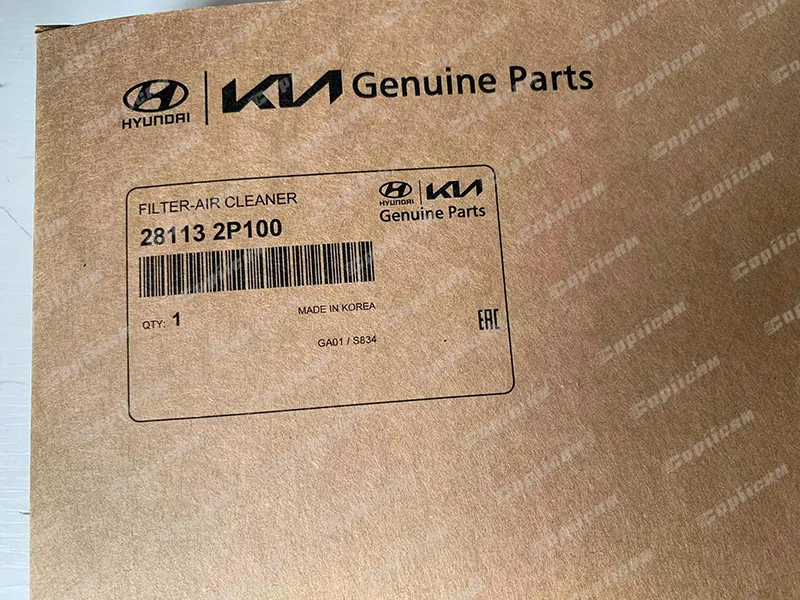 HYUNDAI
KIA Genuine Parts
FILTER-AIR CLEANER
28113 2P100
HYUNDAI
KIA
Genuine Parts
QTY: 1
MADE IN KOREA
GA01 / S834
EAC